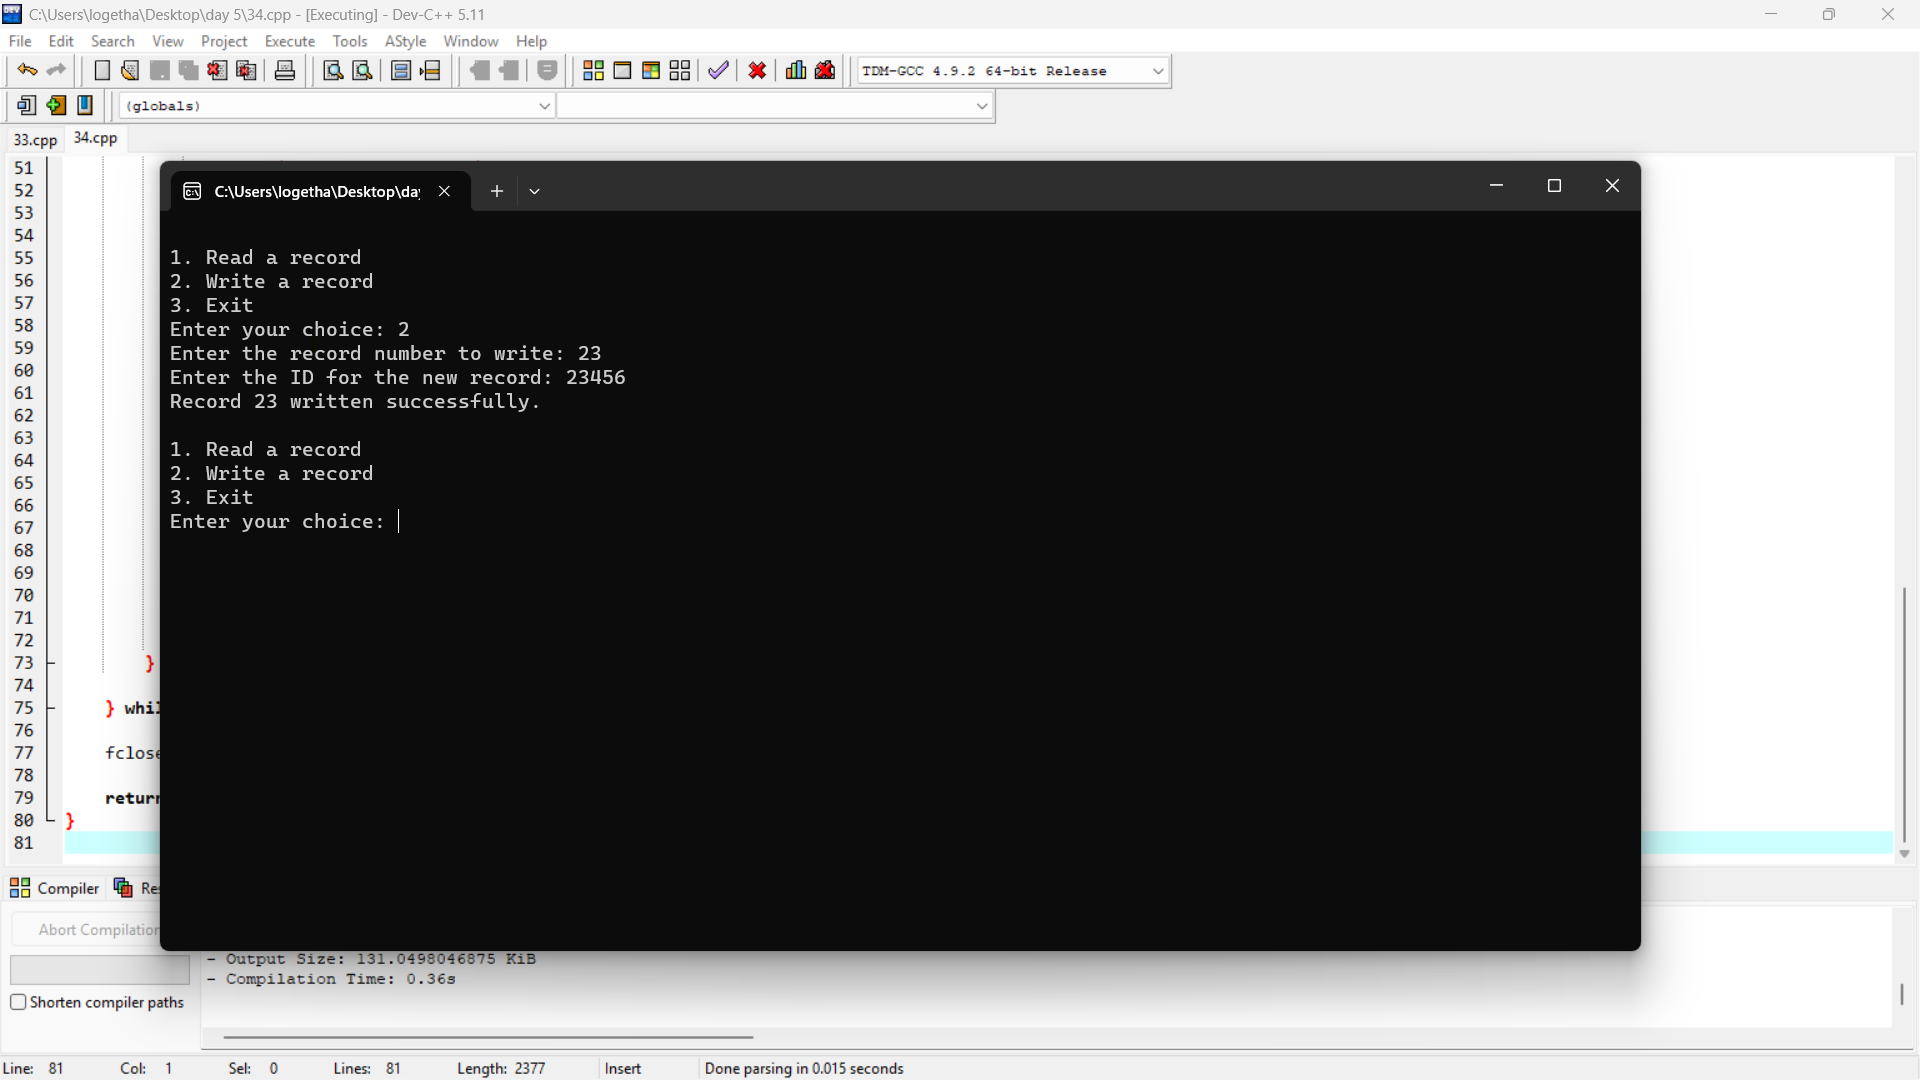 C:\Users\logetha\Desktop\day 5\34.cpp - [Executing] - Dev-C++ 5.11
File Edit Search View Project Execute Tools AStyle Window Help
TDM-GCC 4.9.2 64-bit Release
(globals)
33.cpp 34.cpp
C:\Users\logetha\Desktop\da
51
52
53
54
55
56
57
58
59
60
61
62
63
64
65
66
67
68
69
70
71
72
73 }
74
75 } whil
76
77 fclose
78
79 return
80 }
81
1. Read a record
2. Write a record
3. Exit
Enter your choice: 2
Enter the record number to write: 23
Enter the ID for the new record: 23456
Record 23 written successfully.
1. Read a record
2. Write a record
3. Exit
Enter your choice:
Compiler Res
Abort Compilation
Shorten compiler paths
- Output Size: 131.0498046875 KiB
- Compilation Time: 0.36s
Line: 81 Col: 1 Sel: 0 Lines: 81 Length: 2377 Insert Done parsing in 0.015 seconds